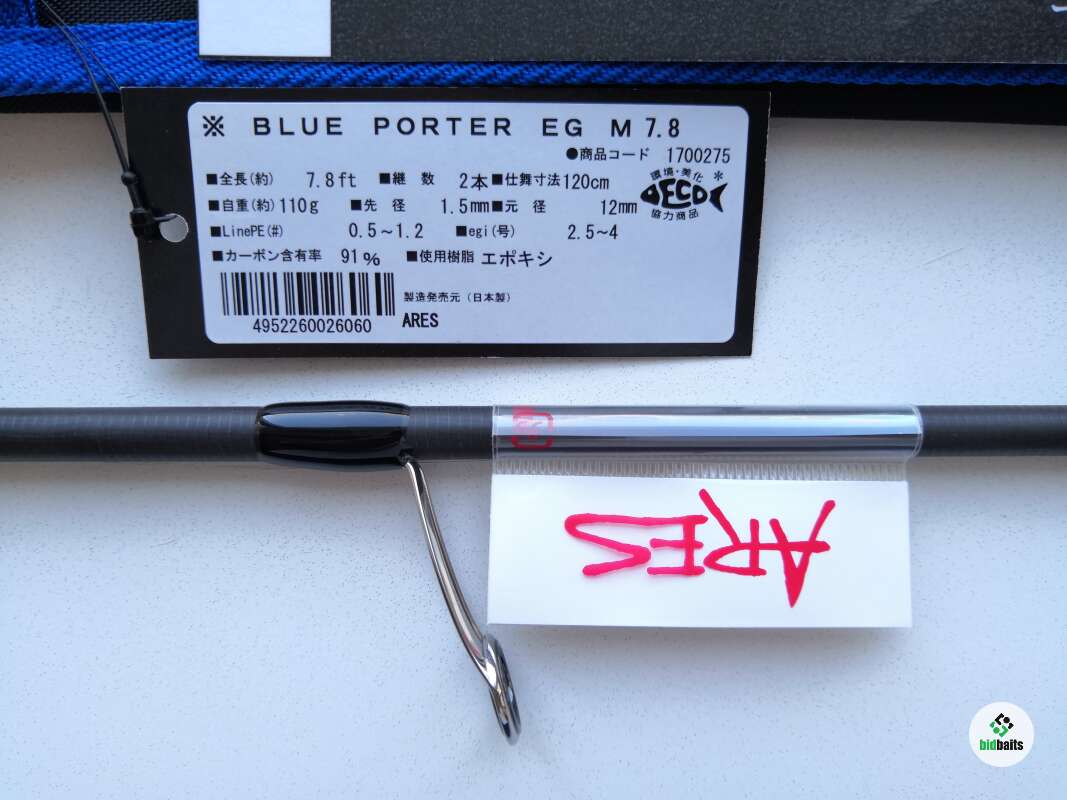 ※ BLUE PORTER EG M 7.8
●商品コード 1700275
■全長(約) 7.8ft ■継 数 2本 ■仕舞寸法 120cm
環境・美化
ECO
協力商品
■自重(約) 110g ■先 径 1.5mm ■元 径 12mm
■LinePE(#) 0.5~1.2 ■egi(号) 2.5~4
■カーボン含有率 91% ■使用樹脂 エポキシ
製造発売元(日本製)
4952260026060 ARES
ARES
bidbaits